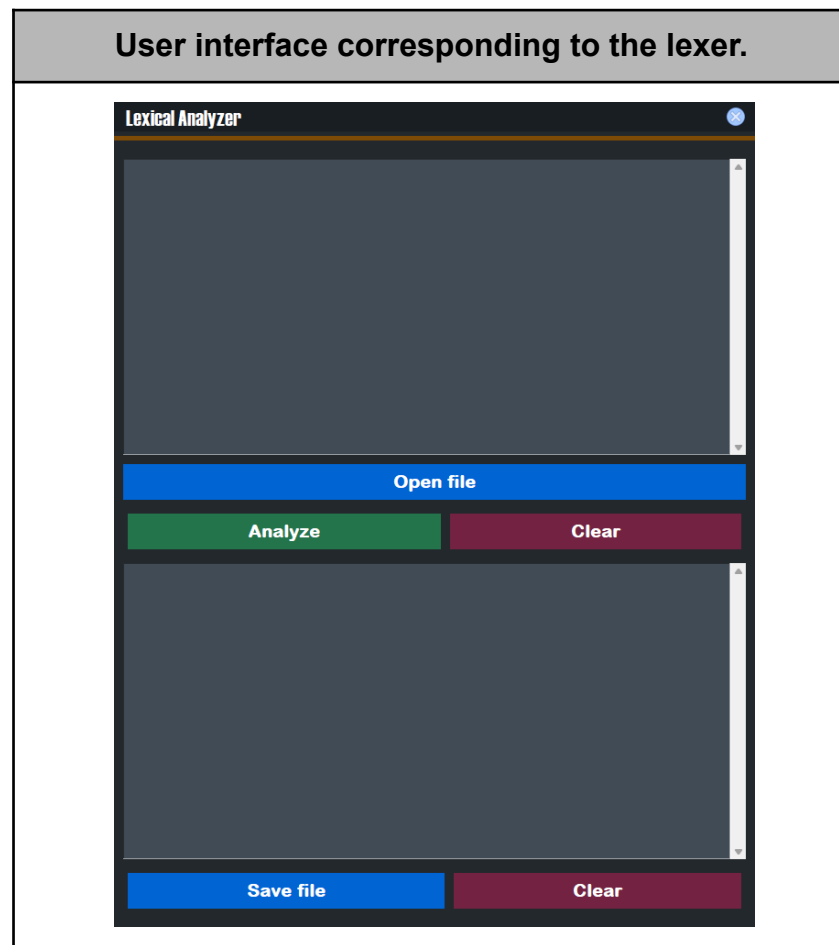 User interface corresponding to the lexer.
Lexical Analyzer
Open file
Analyze Clear
Save file Clear